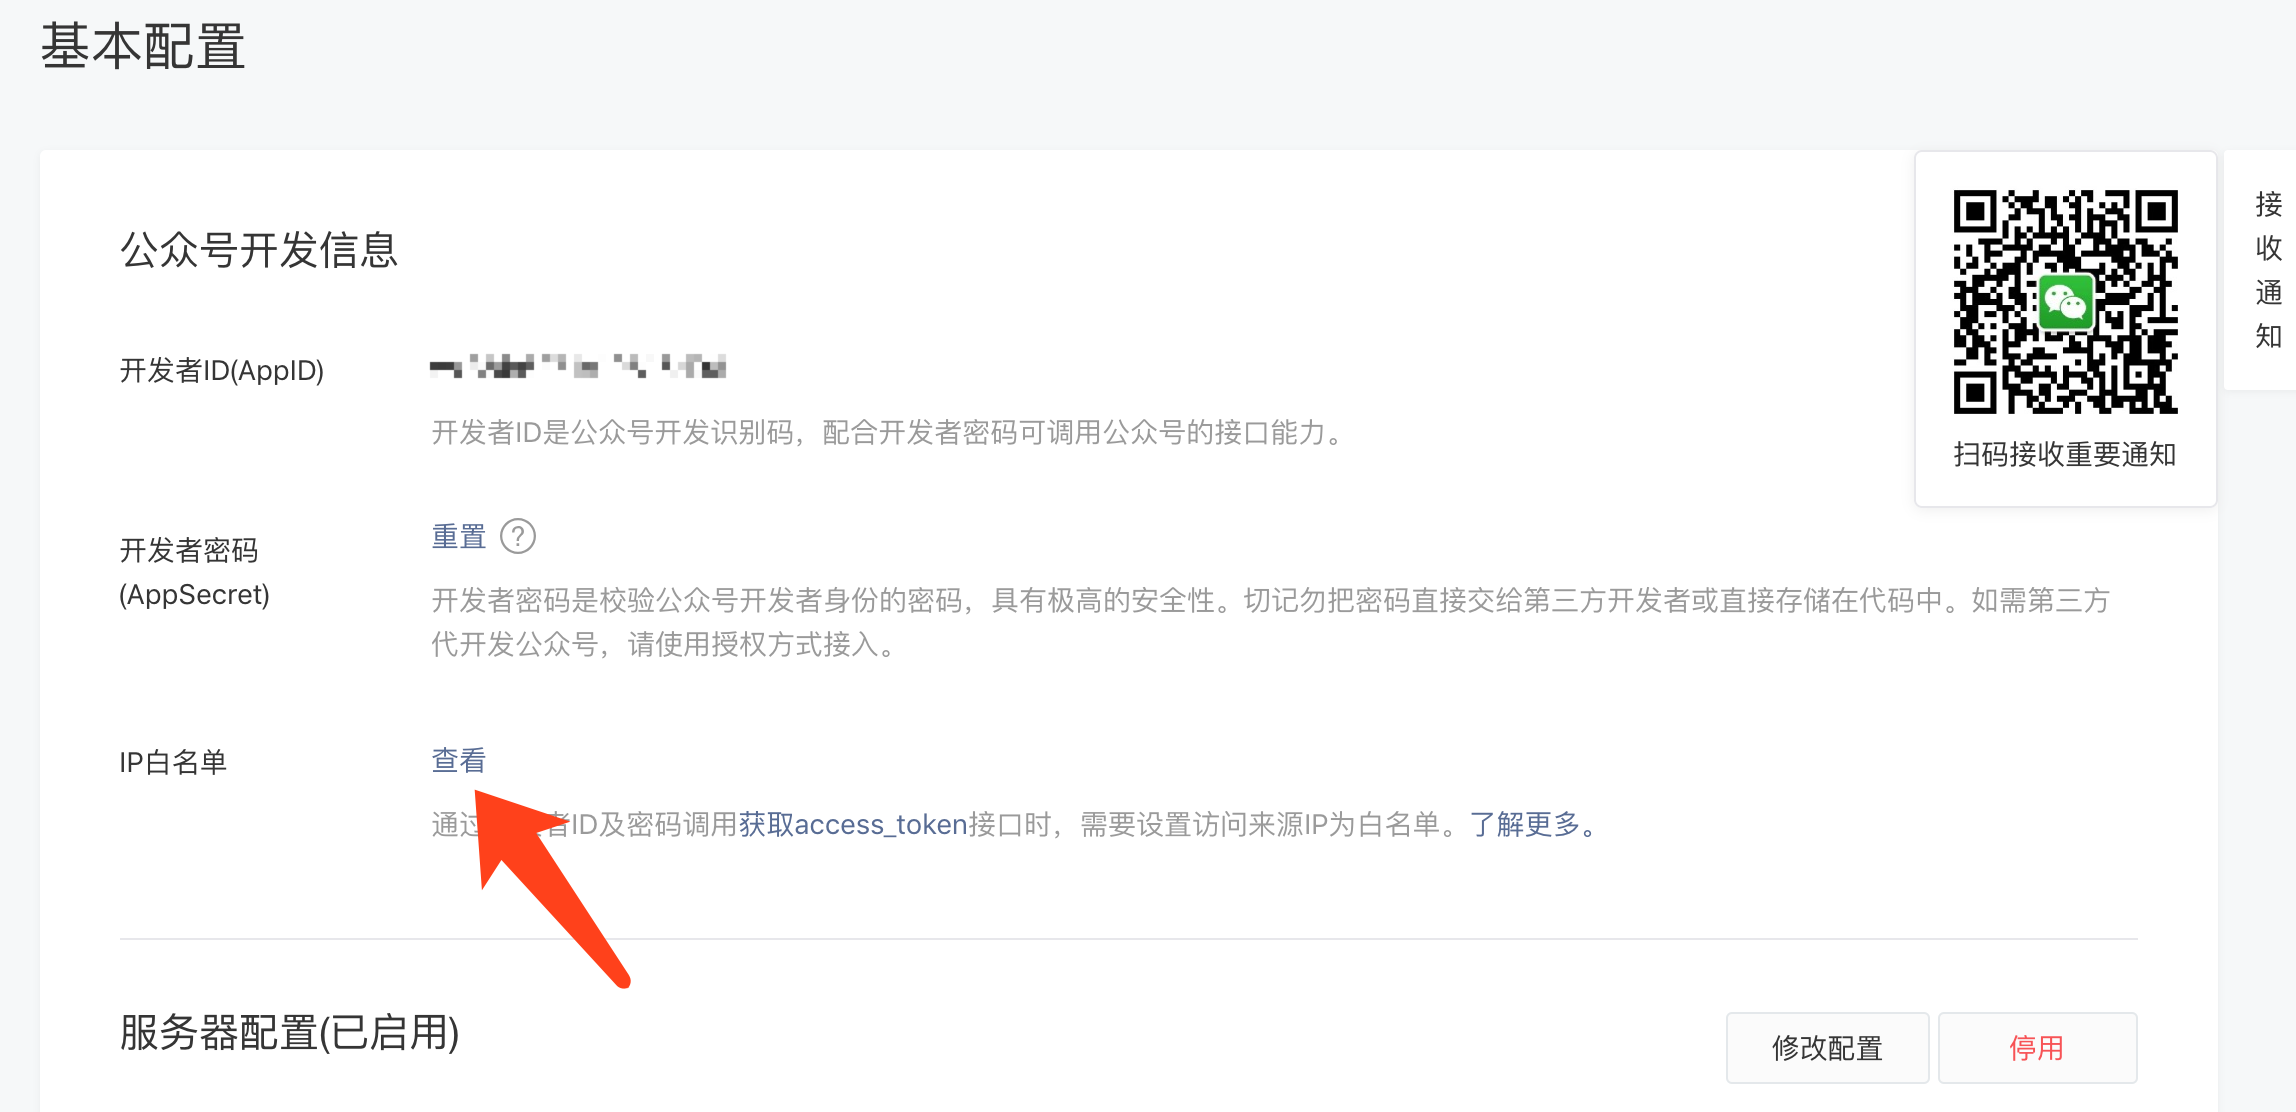 基本配置
公众号开发信息
开发者ID(AppID)
开发者ID是公众号开发识别码，配合开发者密码可调用公众号的接口能力。
扫码接收重要通知
接
收
通
知
开发者密码
(AppSecret)
重置 ?
开发者密码是校验公众号开发者身份的密码，具有极高的安全性。切记勿把密码直接交给第三方开发者或直接存储在代码中。如需第三方
代开发公众号，请使用授权方式接入。
IP白名单
查看
通过 者ID及密码调用获取access_token接口时，需要设置访问来源IP为白名单。了解更多。
服务器配置(已启用)
修改配置
停用